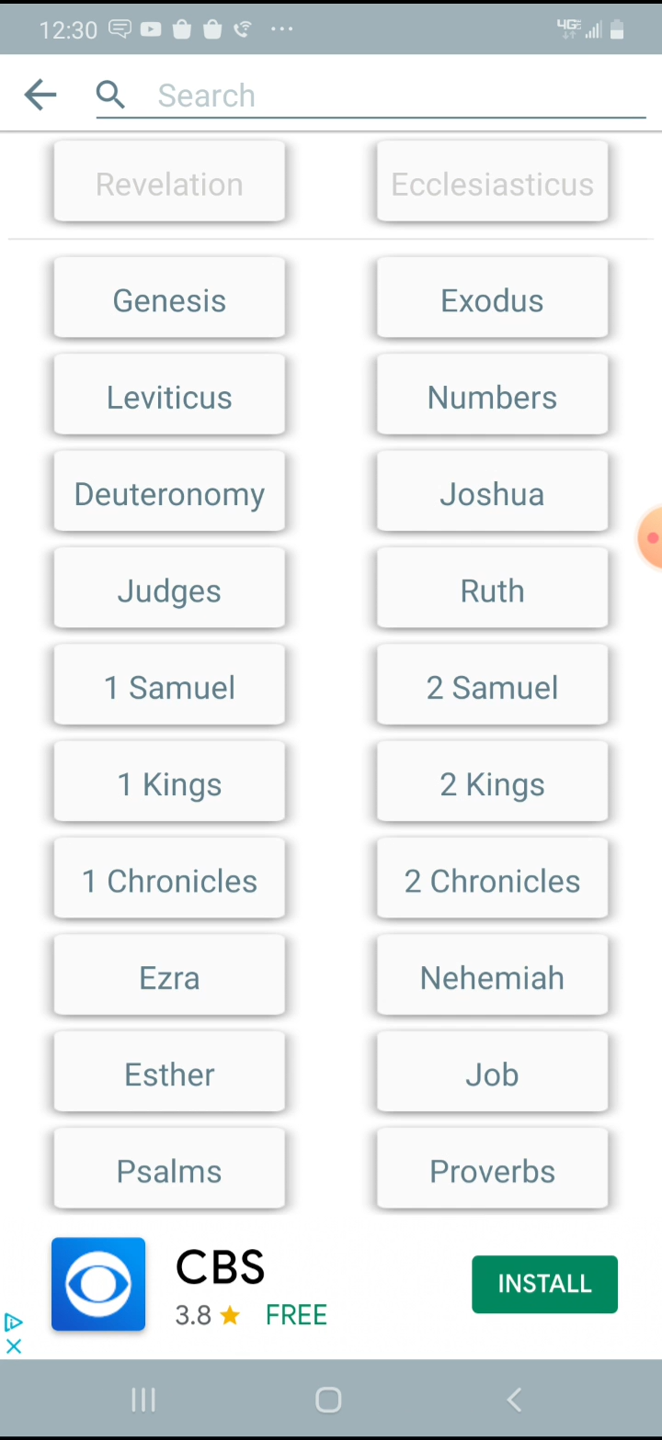 12:30 4GE
Search
Revelation Ecclesiasticus
Genesis Exodus
Leviticus Numbers
Deuteronomy Joshua
Judges Ruth
1 Samuel 2 Samuel
1 Kings 2 Kings
1 Chronicles 2 Chronicles
Ezra Nehemiah
Esther Job
Psalms Proverbs
CBS
3.8 FREE
INSTALL